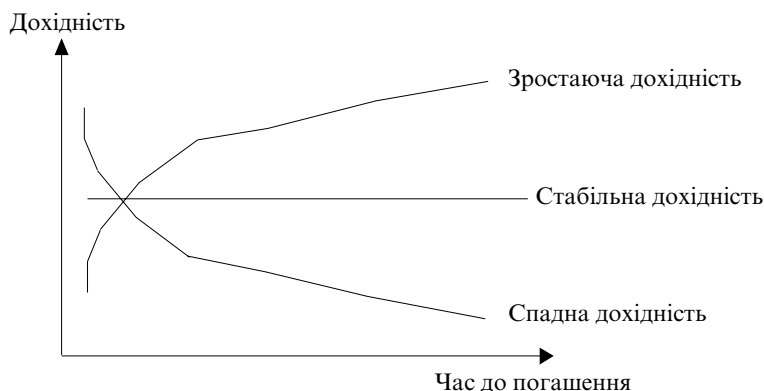 Дохідність
Зростаюча дохідність
Стабільна дохідність
Спадна дохідність
Час до погашення